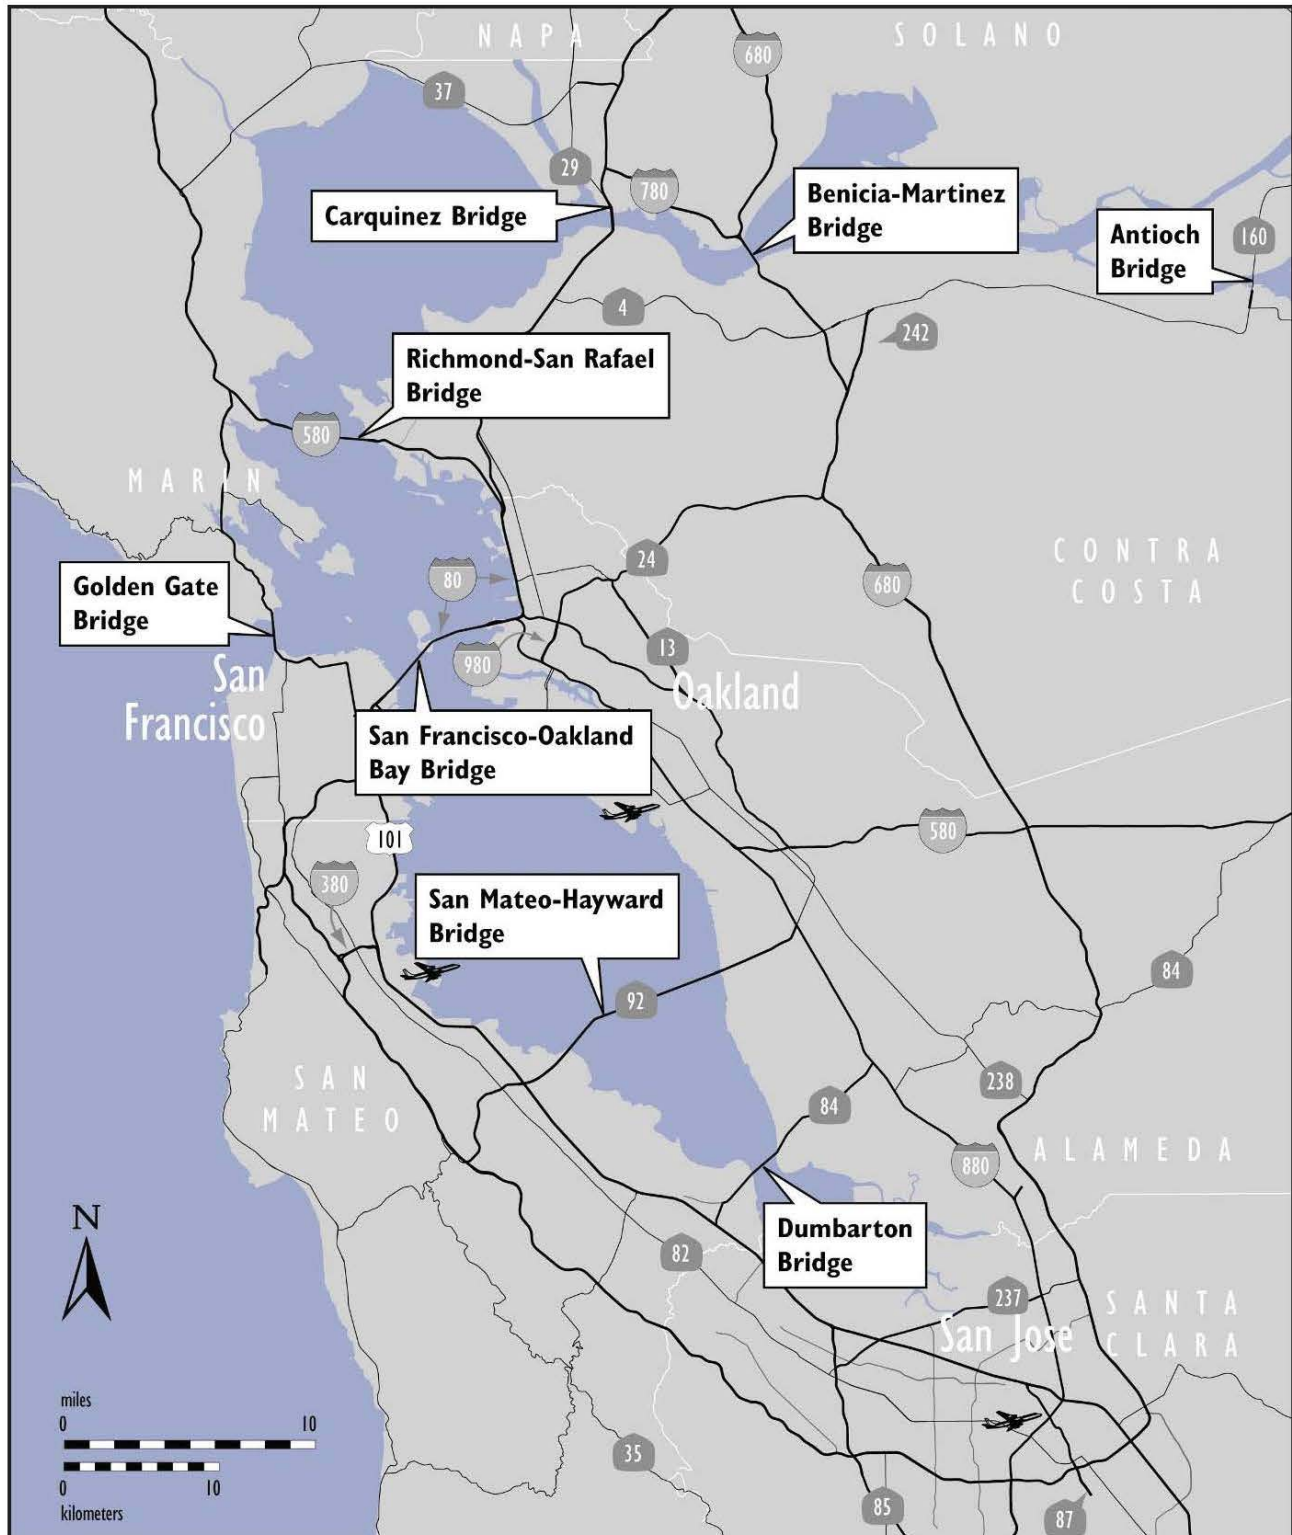 NAPA
SOLANO
680
37
29
780
Carquinez Bridge
Benicia-Martinez
Bridge
Antioch
Bridge
160
4
242
Richmond-San Rafael
Bridge
580
MARIN
24
80
680
CONTRA
COSTA
Golden Gate
Bridge
980
13
San
Francisco
Oakland
San Francisco-Oakland
Bay Bridge
101
580
380
San Mateo-Hayward
Bridge
92
84
SAN
MATEO
238
84
880
ALAMEDA
N
Dumbarton
Bridge
82
237
San Jose
SANTA
CLARA
miles
0 10
0 10
kilometers
35
85
87